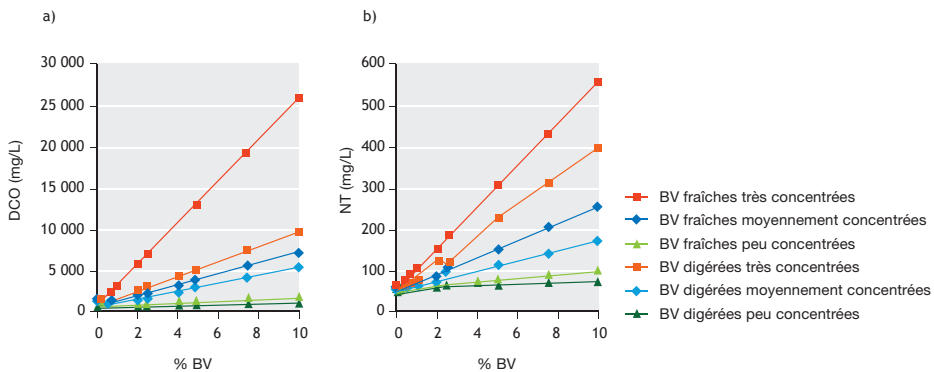 a)
DCO (mg/L)
30 000
25 000
20 000
15 000
10 000
5 000
0
0 2 4 6 8 10
% BV
b)
NT (mg/L)
600
500
400
300
200
100
0
0 2 4 6 8 10
% BV
BV fraîches très concentrées
BV fraîches moyennement concentrées
BV fraîches peu concentrées
BV digérées très concentrées
BV digérées moyennement concentrées
BV digérées peu concentrées